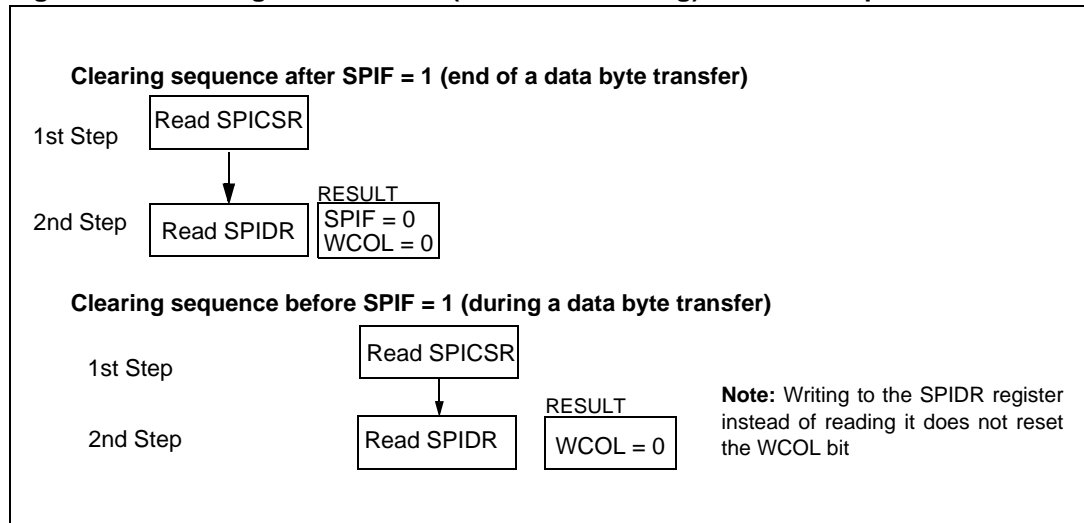 Clearing sequence after SPIF = 1 (end of a data byte transfer)
1st Step
Read SPICSR
2nd Step
Read SPIDR
RESULT
SPIF = 0
WCOL = 0
Clearing sequence before SPIF = 1 (during a data byte transfer)
1st Step
Read SPICSR
2nd Step
Read SPIDR
RESULT
WCOL = 0
Note: Writing to the SPIDR register
instead of reading it does not reset
the WCOL bit